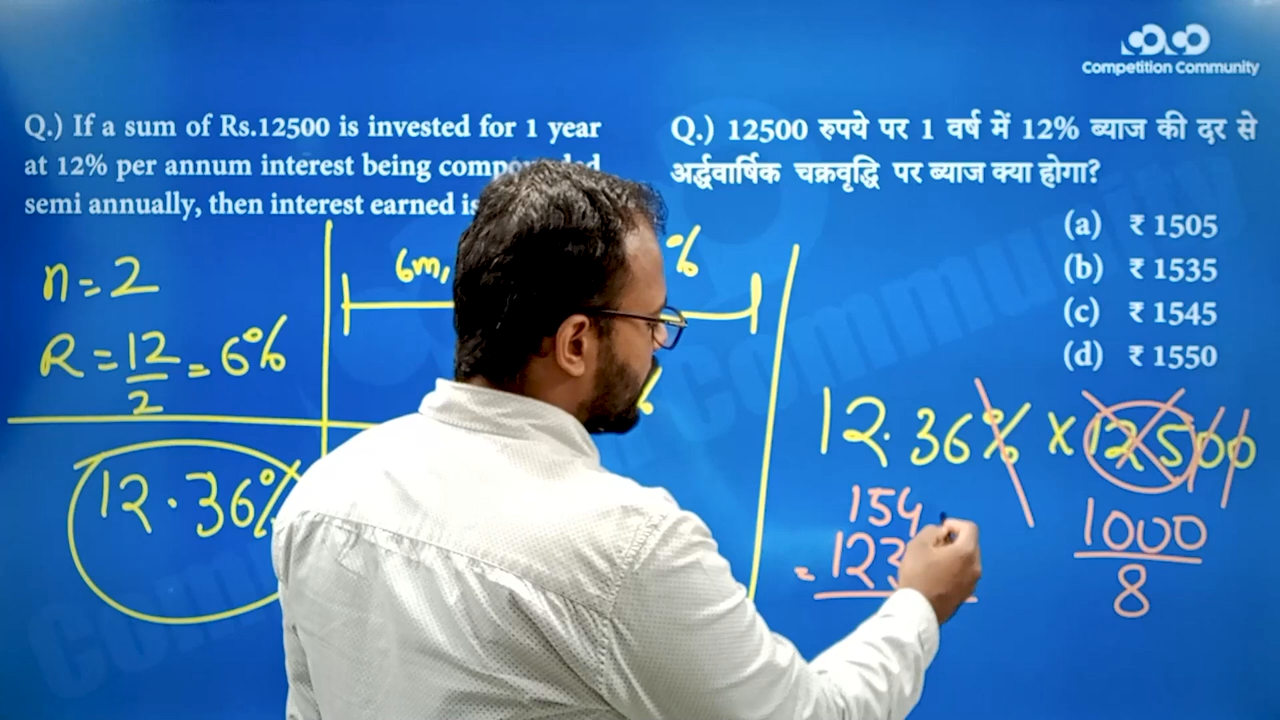 Competition Community
Q.) If a sum of Rs.12500 is invested for 1 year
at 12% per annum interest being compounded
semi annually, then interest earned is
Q.) 12500 रुपये पर 1 वर्ष में 12% ब्याज की दर से
अर्द्धवार्षिक चक्रवृद्धि पर ब्याज क्या होगा?
(a) ₹ 1505
(b) ₹ 1535
(c) ₹ 1545
(d) ₹ 1550
n=2
R=12/2=6%
12.36%
6m,
%
12.36% x 12500
154
= 123
1000
8